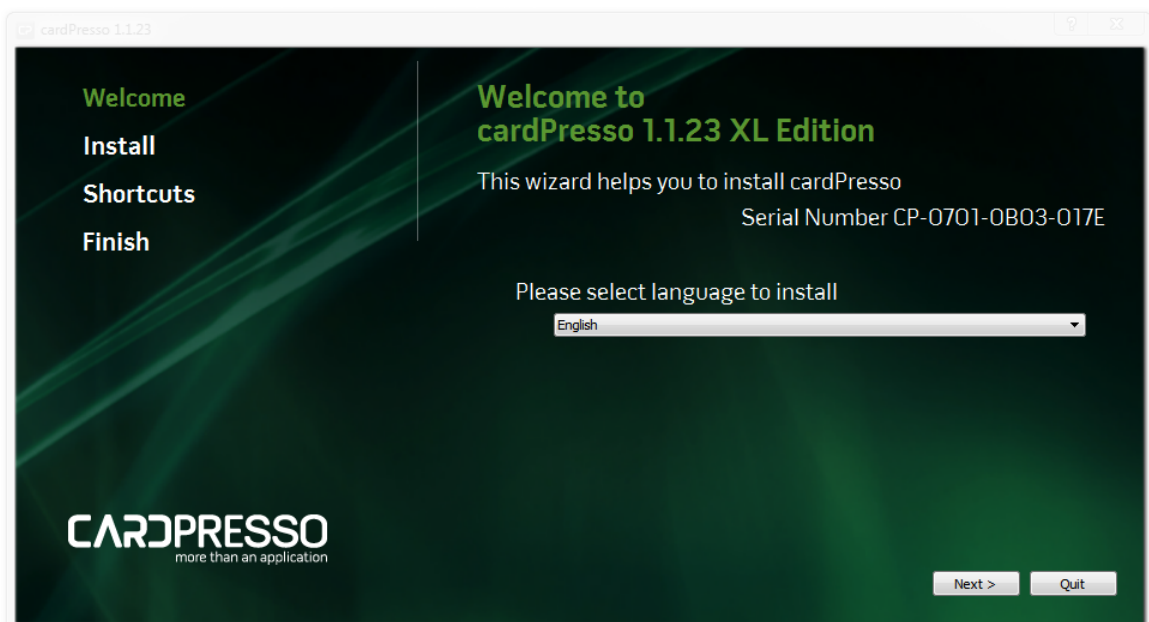 cardPresso 1.1.23
Welcome
Install
Shortcuts
Finish
Welcome to
cardPresso 1.1.23 XL Edition
This wizard helps you to install cardPresso
Serial Number CP-0701-0B03-017E
Please select language to install
English
CARDPRESSO
more than an application
Next >
Quit